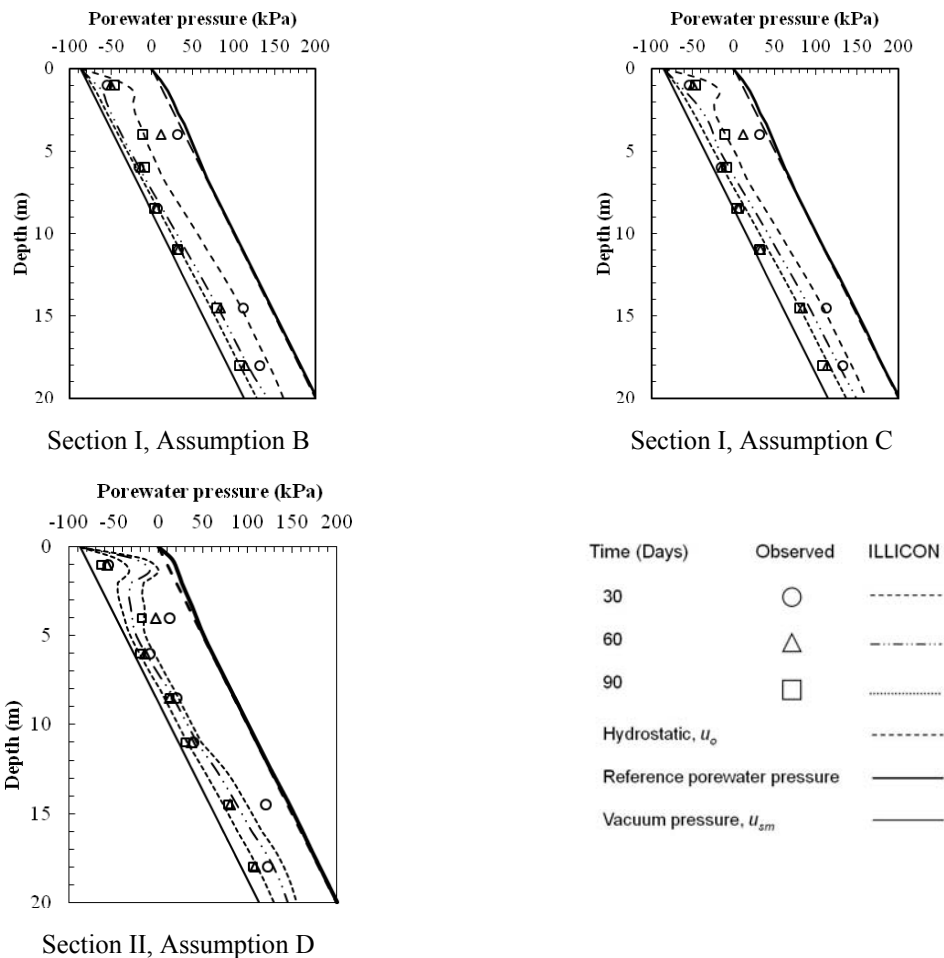 Porewater pressure (kPa)
-100 -50 0 50 100 150 200
0
5
10
15
20
Depth (m)
Section I, Assumption B
Porewater pressure (kPa)
-100 -50 0 50 100 150 200
0
5
10
15
20
Depth (m)
Section I, Assumption C
Porewater pressure (kPa)
-100 -50 0 50 100 150 200
0
5
10
15
20
Depth (m)
Section II, Assumption D
Time (Days) Observed ILLICON
30
60
90
Hydrostatic, u_o
Reference porewater pressure
Vacuum pressure, u_sm